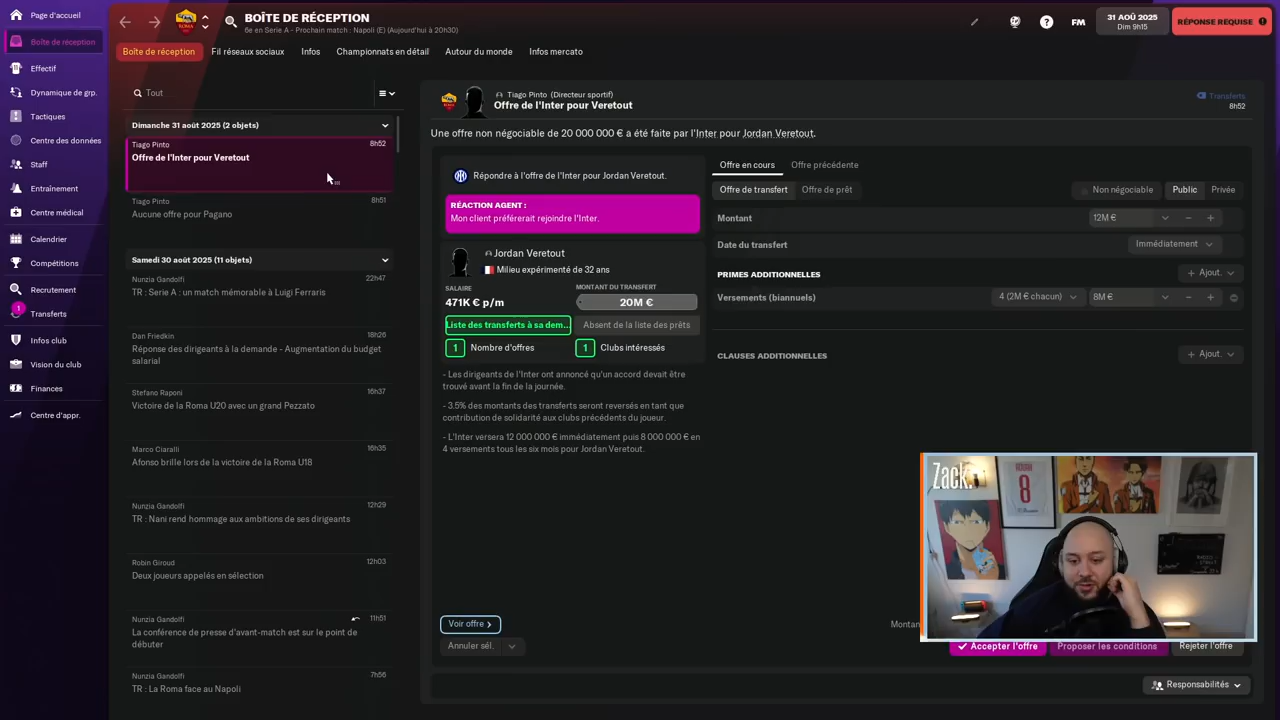 Page d'accueil
Boîte de réception
Effectif
Dynamique de grp.
Tactiques
Centre des données
Staff
Entraînement
Centre médical
Calendrier
Compétitions
Recrutement
1
Transferts
Infos club
Vision du club
Finances
Centre d'appr.
BOÎTE DE RÉCEPTION
6e en Serie A - Prochain match : Napoli (E) (Aujourd'hui à 20h30)
FM
31 AOÛ 2025
Dim 9h15
RÉPONSE REQUISE
Boîte de réception
Fil réseaux sociaux
Infos
Championnats en détail
Autour du monde
Infos mercato
Tout
Dimanche 31 août 2025 (2 objets)
Tiago Pinto 8h52
Offre de l'Inter pour Veretout
Tiago Pinto 8h51
Aucune offre pour Pagano
Samedi 30 août 2025 (11 objets)
Nunzia Gandolfi 22h47
TR : Serie A : un match mémorable à Luigi Ferraris
Dan Friedkin 18h26
Réponse des dirigeants à la demande - Augmentation du budget
salarial
Stefano Raponi 16h37
Victoire de la Roma U20 avec un grand Pezzato
Marco Ciaralli 16h35
Afonso brille lors de la victoire de la Roma U18
Nunzia Gandolfi 12h29
TR : Nani rend hommage aux ambitions de ses dirigeants
Robin Giroud 12h03
Deux joueurs appelés en sélection
Nunzia Gandolfi 11h51
La conférence de presse d'avant-match est sur le point de
débuter
Nunzia Gandolfi 7h56
TR : La Roma face au Napoli
Tiago Pinto (Directeur sportif)
Offre de l'Inter pour Veretout
Transferts
8h52
Une offre non négociable de 20 000 000 € a été faite par l'Inter pour Jordan Veretout.
Répondre à l'offre de l'Inter pour Jordan Veretout.
RÉACTION AGENT :
Mon client préférerait rejoindre l'Inter.
Jordan Veretout
Milieu expérimenté de 32 ans
SALAIRE
471K € p/m
MONTANT DU TRANSFERT
20M €
Liste des transferts à sa dem...
Absent de la liste des prêts
1 Nombre d'offres
1 Clubs intéressés
- Les dirigeants de l'Inter ont annoncé qu'un accord devait être
trouvé avant la fin de la journée.
- 3.5% des montants des transferts seront reversés en tant que
contribution de solidarité aux clubs précédents du joueur.
- L'Inter versera 12 000 000 € immédiatement puis 8 000 000 € en
4 versements tous les six mois pour Jordan Veretout.
Voir offre
Annuler sél.
Offre en cours
Offre précédente
Offre de transfert
Offre de prêt
Non négociable
Public
Privée
Montant
12M €
Date du transfert
Immédiatement
PRIMES ADDITIONNELLES
Ajout.
Versements (biannuels)
4 (2M € chacun)
8M €
CLAUSES ADDITIONNELLES
Ajout.
Montan
Accepter l'offre
Proposer les conditions
Rejeter l'offre
Responsabilités
Zack.
8